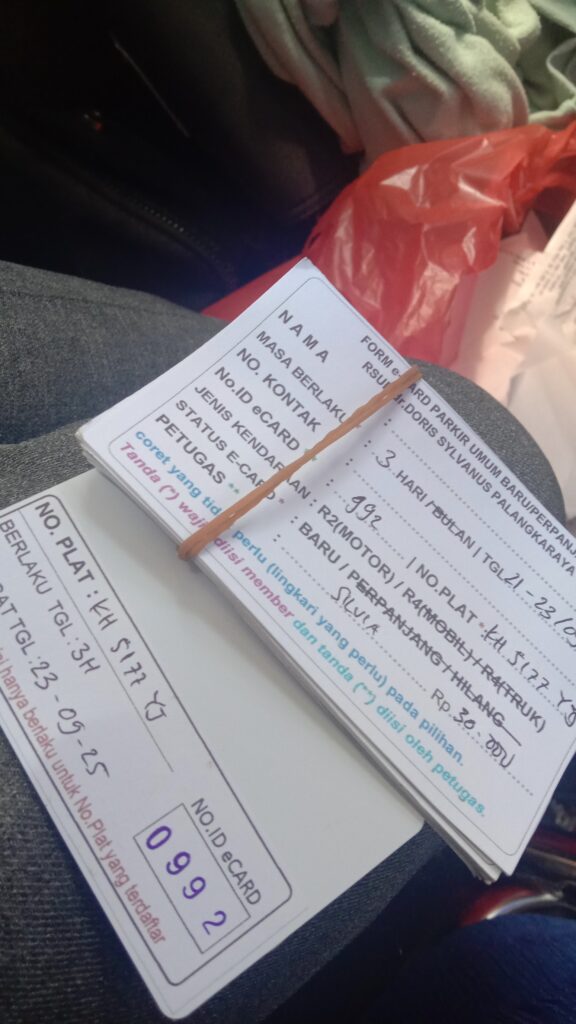 FORM e-CARD PARKIR UMUM BARU/PERPANJ
RSUD dr.DORIS SYLVANUS PALANGKARAYA
NAMA :
MASA BERLAKU : 3 HARI / BULAN | TGL 21 - 23/09
NO. KONTAK :
No.ID eCARD ** : 992 | NO.PLAT * KH 5177 YJ
JENIS KENDARAAN : R2(MOTOR) / R4(MOBIL) / R4(TRUK)
STATUS E-CARD * : BARU / PERPANJANG / HILANG
PETUGAS ** : SILVIA Rp. 30.000
coret yang tidak perlu (lingkari yang perlu) pada pilihan.
Tanda (*) wajib diisi member dan tanda (**) diisi oleh petugas.
NO. PLAT : KH 5177 YJ
BERLAKU TGL : 3H
TGL : 23 - 09 - 25
hanya berlaku untuk No.Plat yang terdaftar
NO.ID eCARD
0992